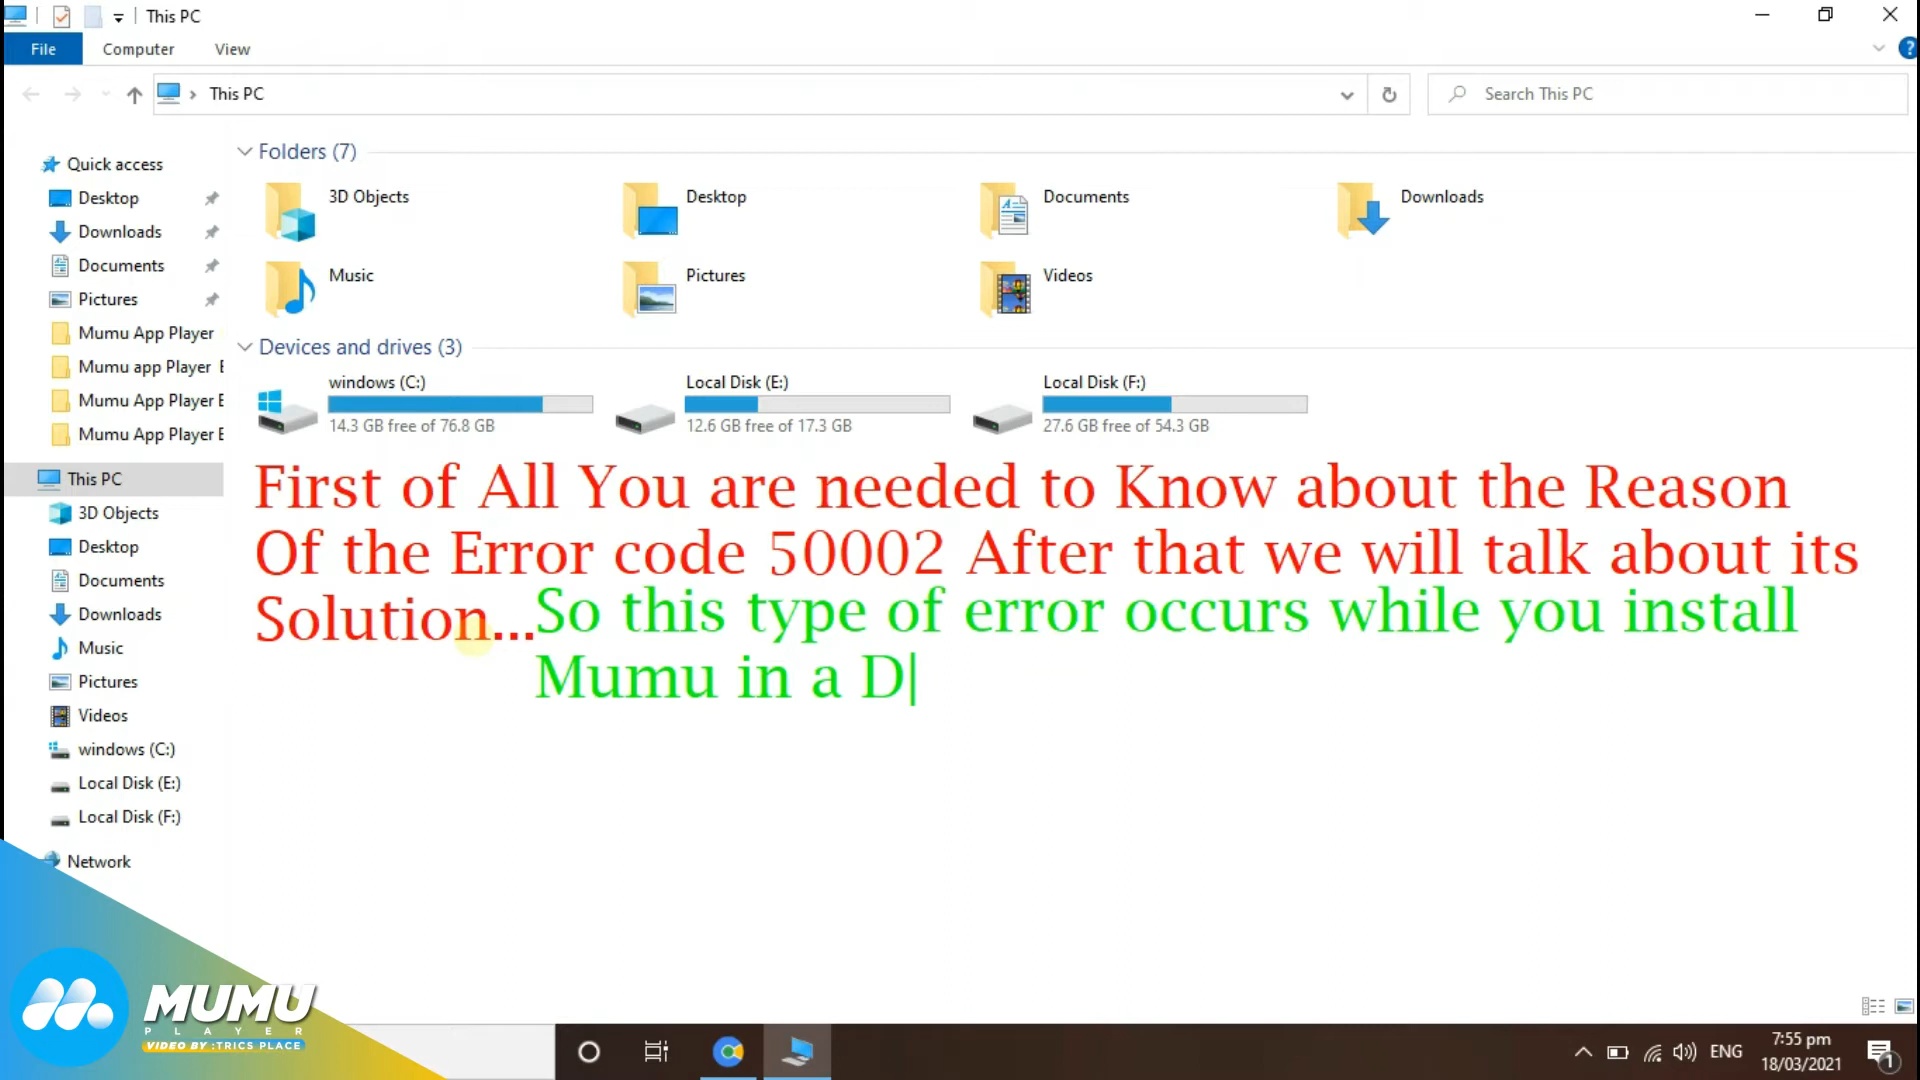 This PC
File
Computer
View
This PC
Search This PC
Quick access
Desktop
Downloads
Documents
Pictures
Mumu App Player
Mumu app Player E
Mumu App Player E
Mumu App Player E
This PC
3D Objects
Desktop
Documents
Downloads
Music
Pictures
Videos
windows (C:)
Local Disk (E:)
Local Disk (F:)
Network
Folders (7)
3D Objects
Desktop
Documents
Downloads
Music
Pictures
Videos
Devices and drives (3)
windows (C:)
14.3 GB free of 76.8 GB
Local Disk (E:)
12.6 GB free of 17.3 GB
Local Disk (F:)
27.6 GB free of 54.3 GB
First of All You are needed to Know about the Reason
Of the Error code 50002 After that we will talk about its
Solution...
So this type of error occurs while you install
Mumu in a D|
MUMU
PLAYER
VIDEO BY :TRICS PLACE
ENG
7:55 pm
18/03/2021
1